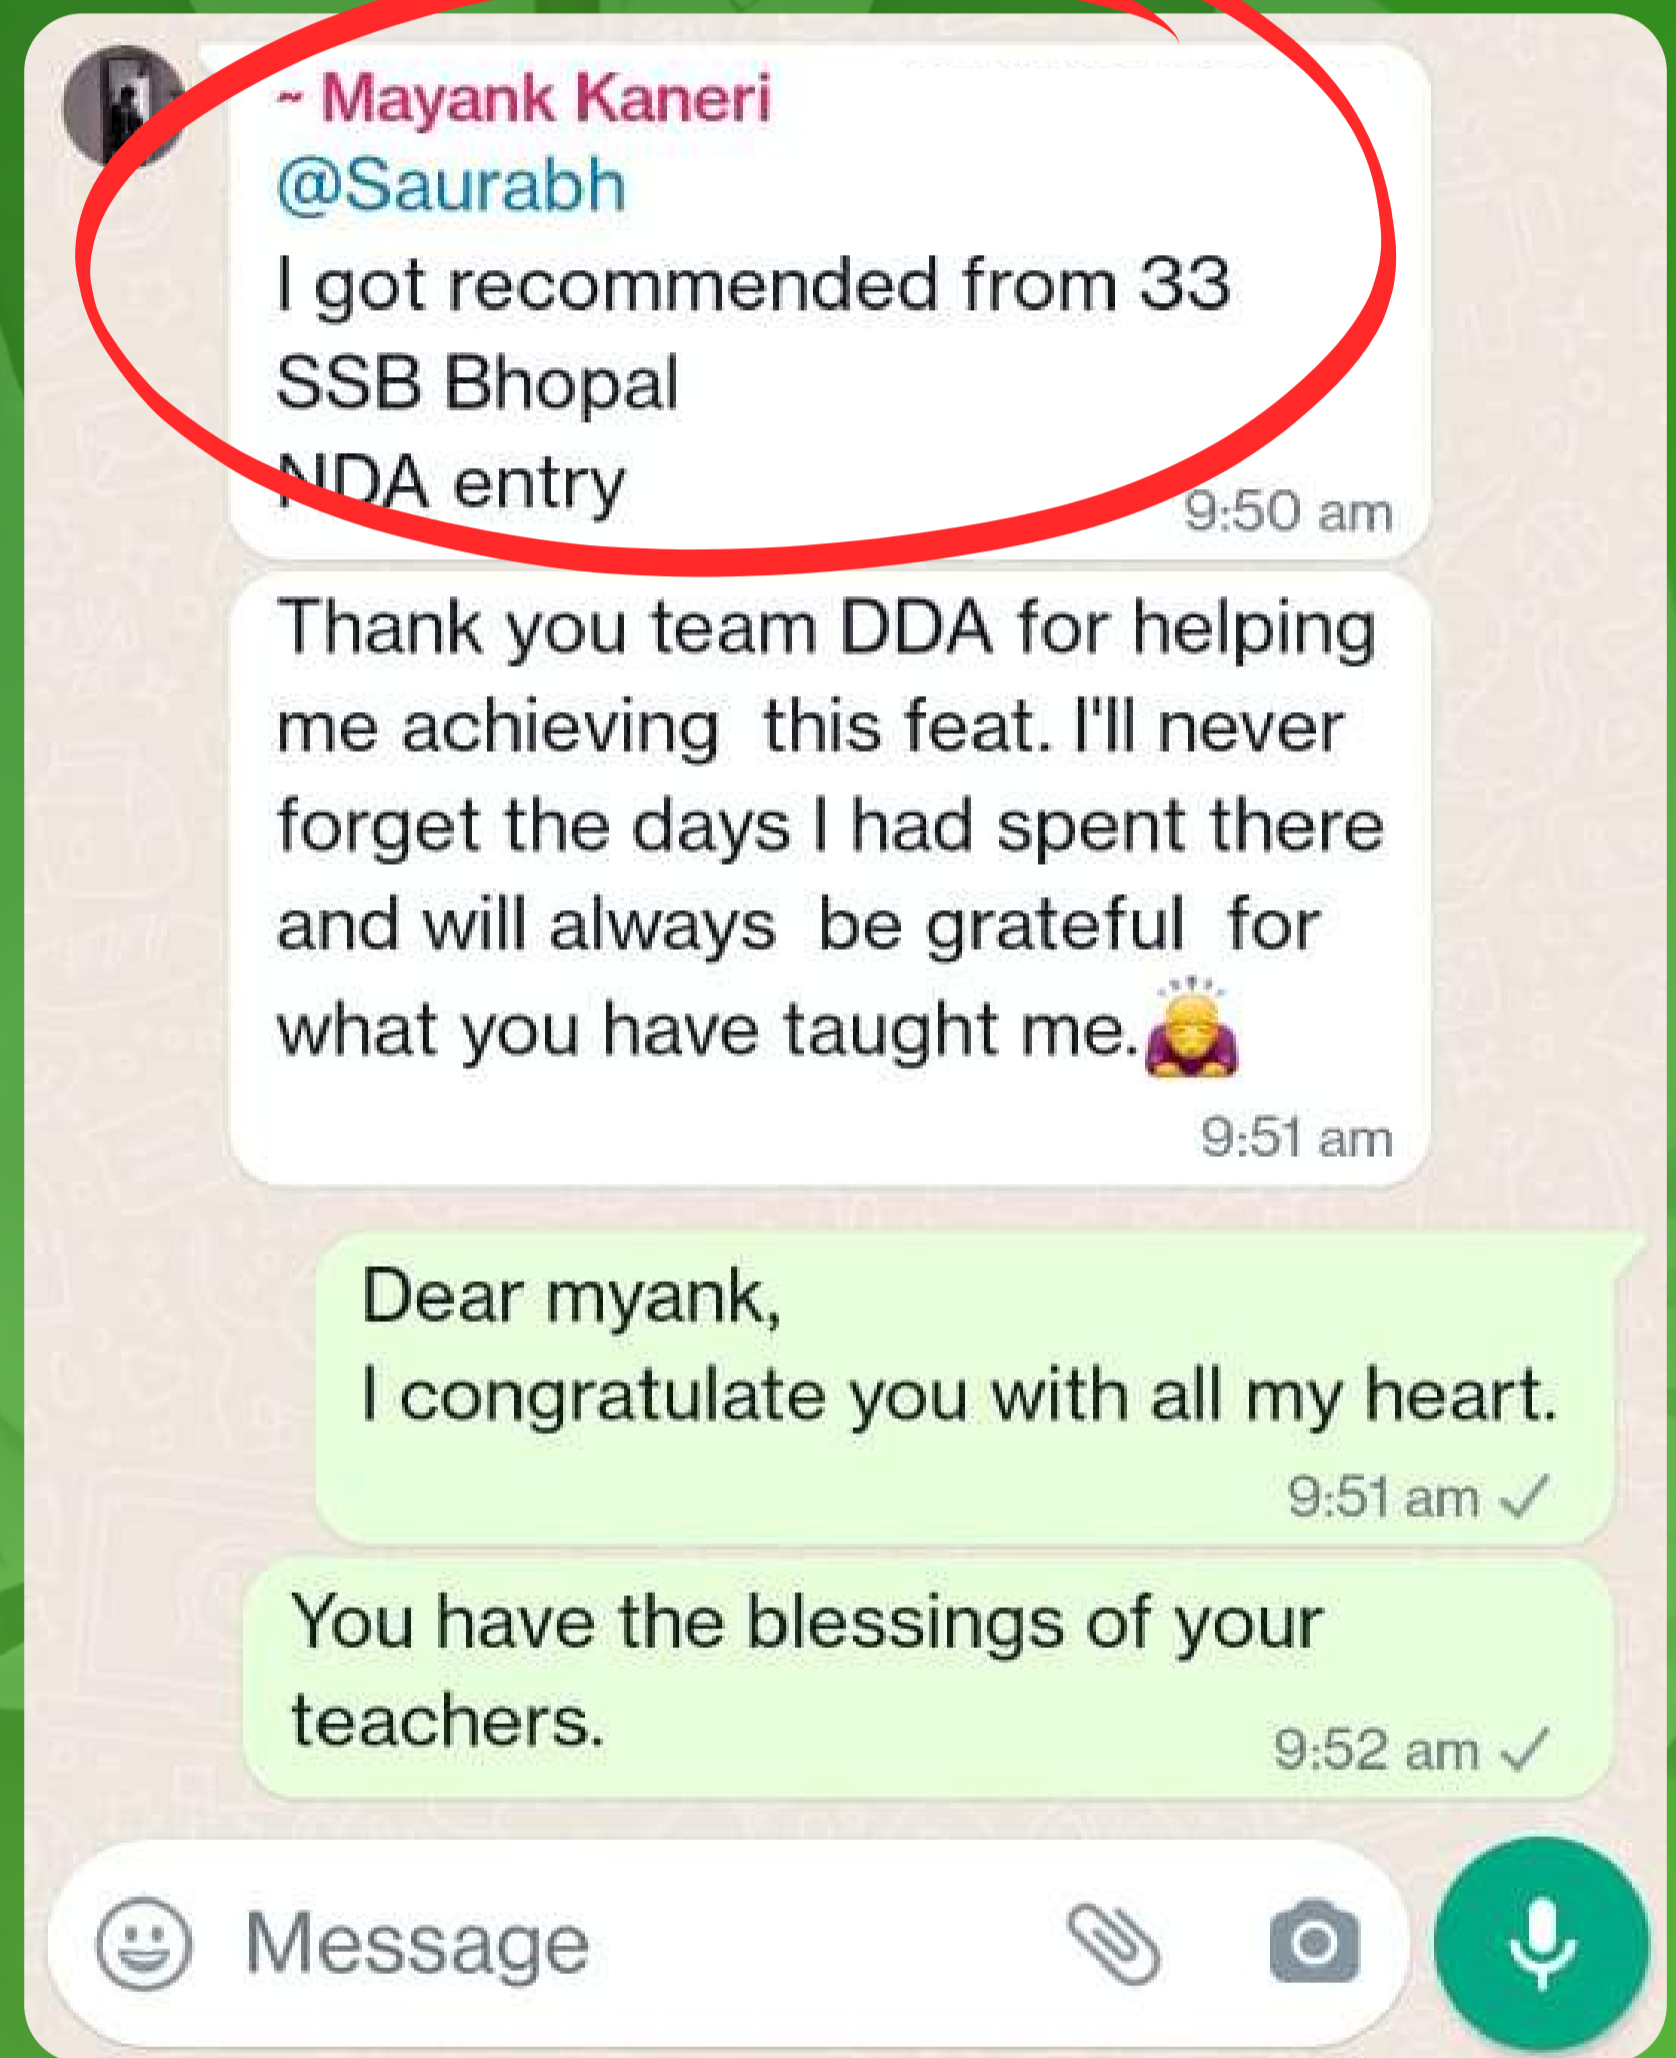 ~ Mayank Kaneri
@Saurabh
I got recommended from 33
SSB Bhopal
NDA entry
9:50 am
Thank you team DDA for helping
me achieving  this feat. I'll never
forget the days I had spent there
and will always  be grateful  for
what you have taught me.🙇
9:51 am
Dear myank,
I congratulate you with all my heart.
9:51 am
You have the blessings of your
teachers.
9:52 am
Message